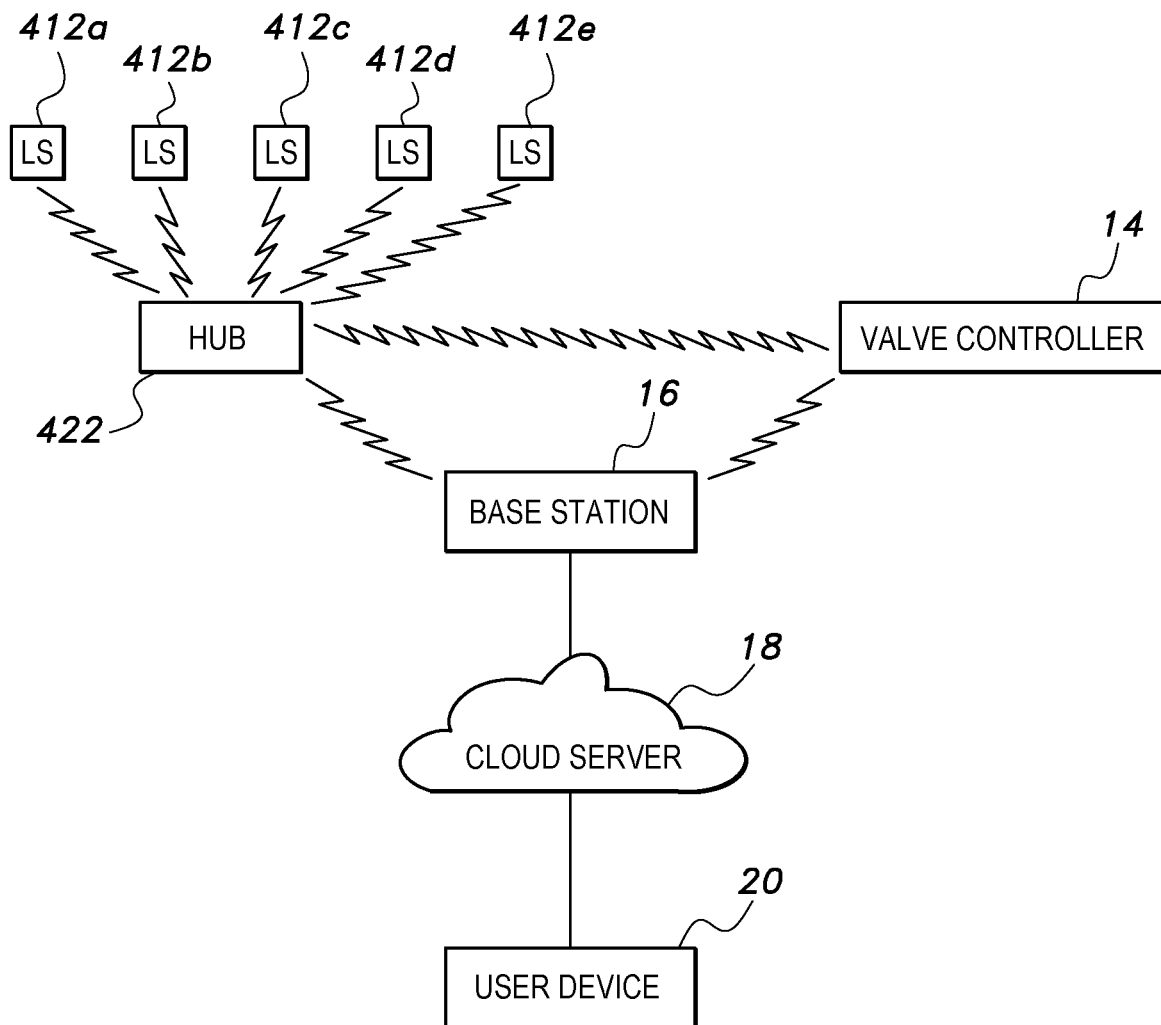 412a
412b
412c
412d
412e
LS
LS
LS
LS
LS
14
HUB
VALVE CONTROLLER
422
16
BASE STATION
18
CLOUD SERVER
20
USER DEVICE